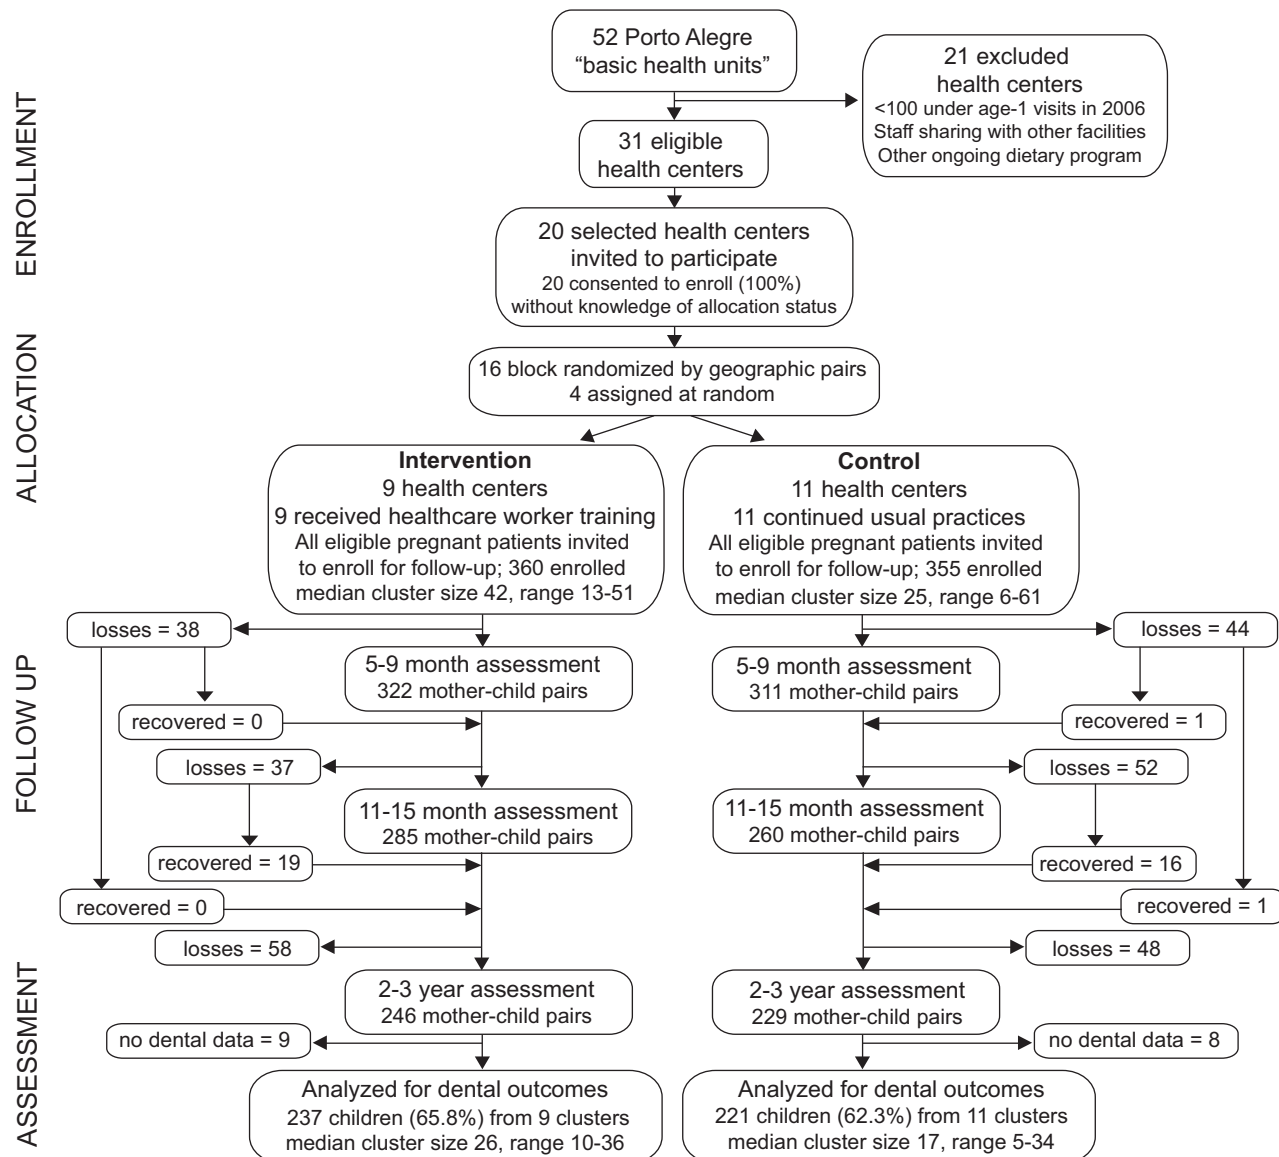 52 Porto Alegre
“basic health units”
21 excluded
health centers
<100 under age-1 visits in 2006
Staff sharing with other facilities
Other ongoing dietary program
ENROLLMENT
31 eligible
health centers
20 selected health centers
invited to participate
20 consented to enroll (100%)
without knowledge of allocation status
ALLOCATION
16 block randomized by geographic pairs
4 assigned at random
Intervention
9 health centers
9 received healthcare worker training
All eligible pregnant patients invited
to enroll for follow-up; 360 enrolled
median cluster size 42, range 13-51
Control
11 health centers
11 continued usual practices
All eligible pregnant patients invited
to enroll for follow-up; 355 enrolled
median cluster size 25, range 6-61
FOLLOW UP
losses = 38
losses = 44
5-9 month assessment
322 mother-child pairs
5-9 month assessment
311 mother-child pairs
recovered = 0
recovered = 1
losses = 37
losses = 52
11-15 month assessment
285 mother-child pairs
11-15 month assessment
260 mother-child pairs
recovered = 19
recovered = 16
recovered = 0
recovered = 1
losses = 58
losses = 48
ASSESSMENT
2-3 year assessment
246 mother-child pairs
2-3 year assessment
229 mother-child pairs
no dental data = 9
no dental data = 8
Analyzed for dental outcomes
237 children (65.8%) from 9 clusters
median cluster size 26, range 10-36
Analyzed for dental outcomes
221 children (62.3%) from 11 clusters
median cluster size 17, range 5-34